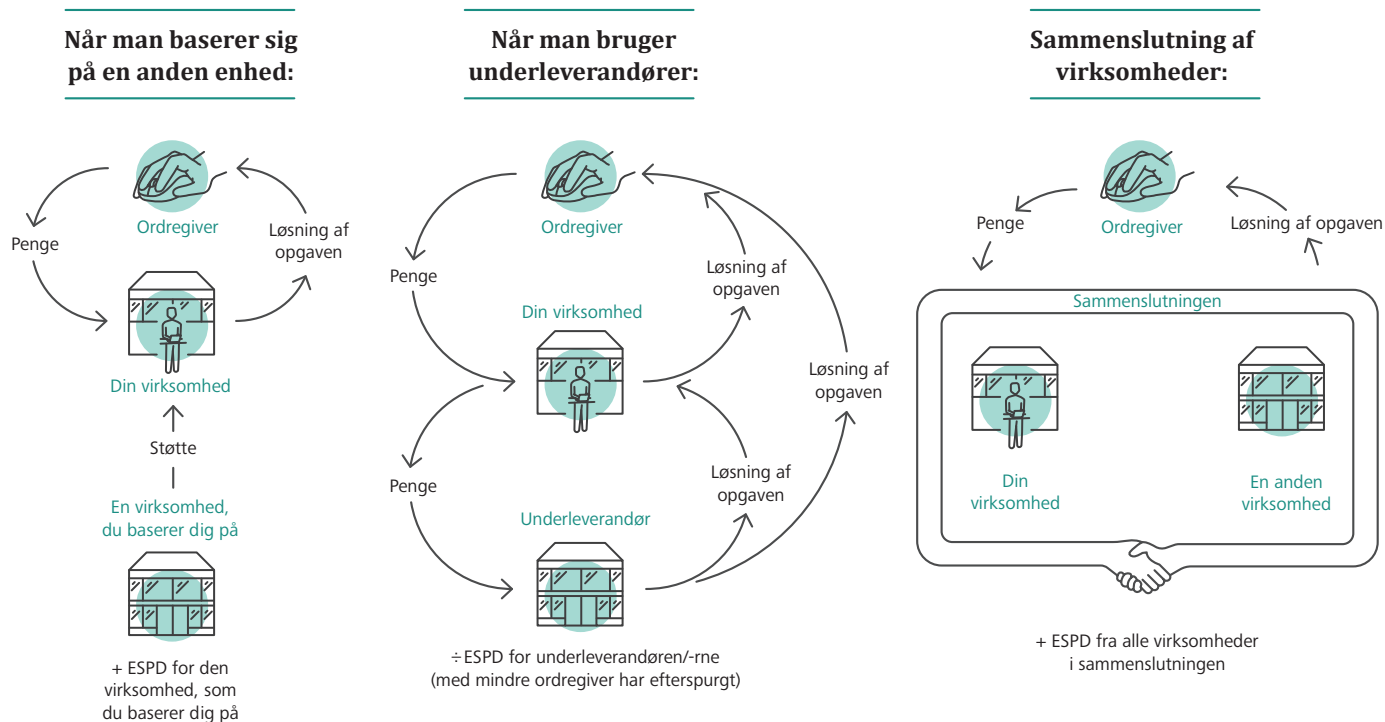 Når man baserer sig
på en anden enhed:
Ordregiver
Penge
Løsning af
opgaven
Din virksomhed
Støtte
En virksomhed,
du baserer dig på
+ ESPD for den
virksomhed, som
du baserer dig på
Når man bruger
underleverandører:
Ordregiver
Penge
Løsning af
opgaven
Din virksomhed
Løsning af
opgaven
Penge
Løsning af
opgaven
Underleverandør
÷ESPD for underleverandøren/-rne
(med mindre ordregiver har efterspurgt)
Sammenslutning af
virksomheder:
Penge
Ordregiver
Løsning af opgaven
Sammenslutningen
Din
virksomhed
En anden
virksomhed
+ ESPD fra alle virksomheder
i sammenslutningen